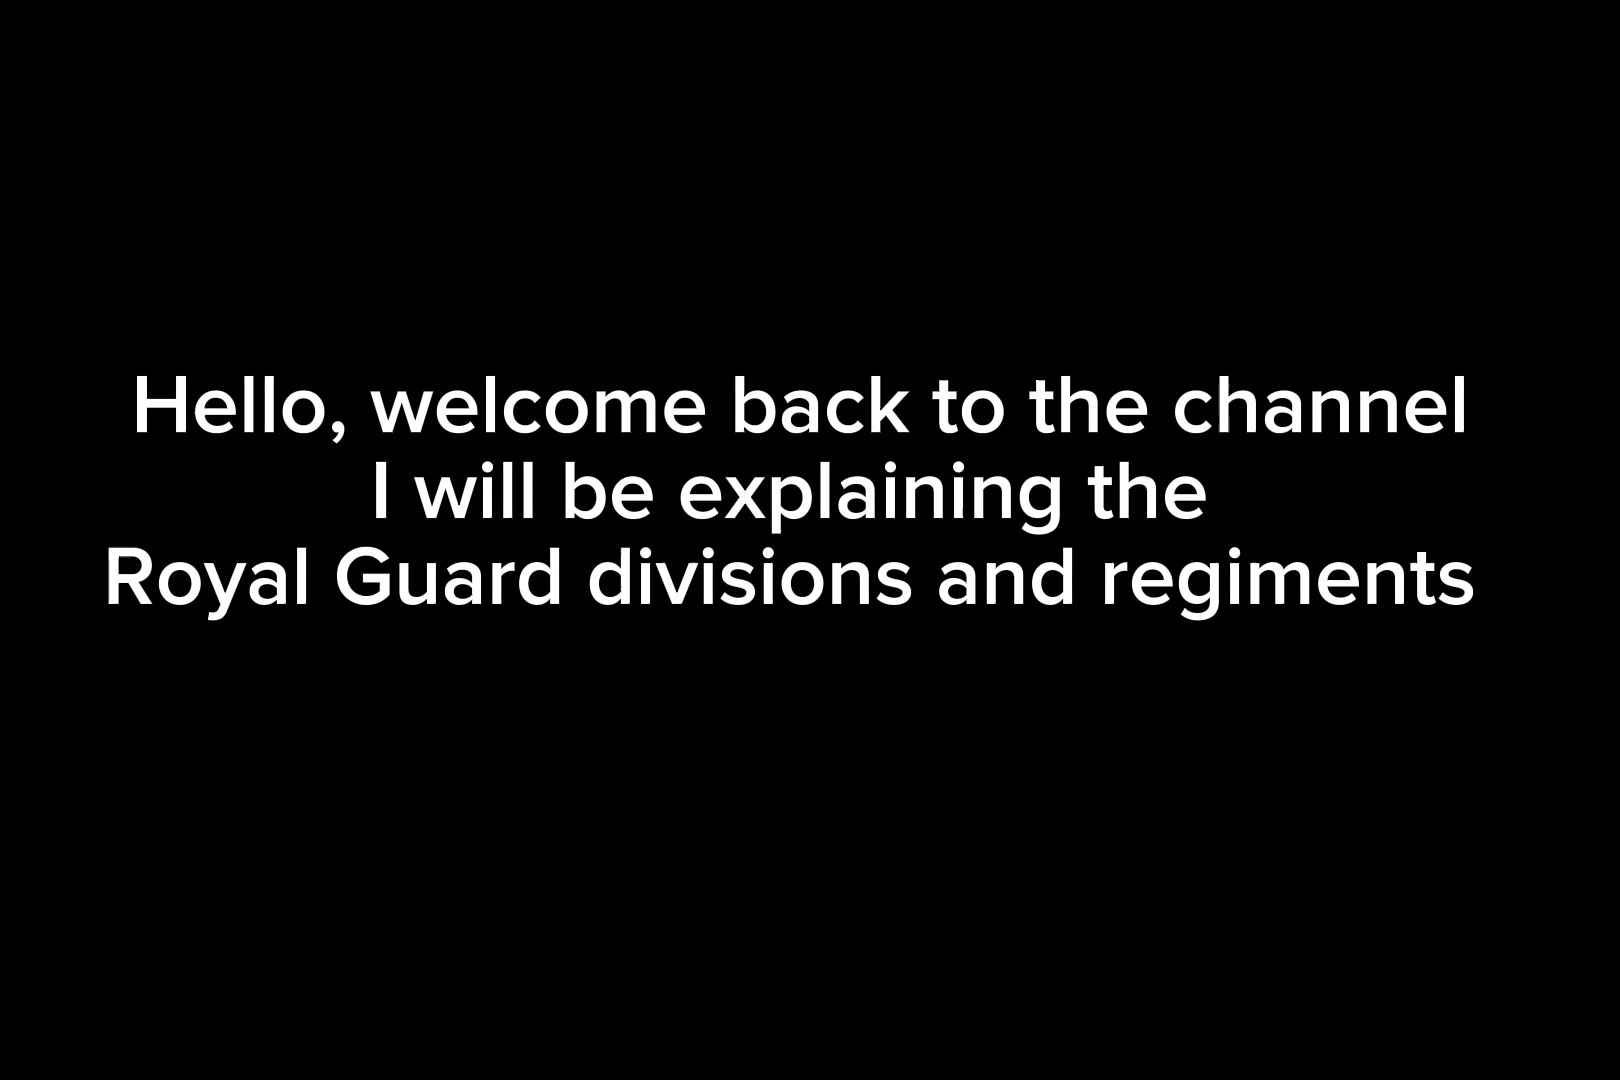 Hello, welcome back to the channel
I will be explaining the
Royal Guard divisions and regiments